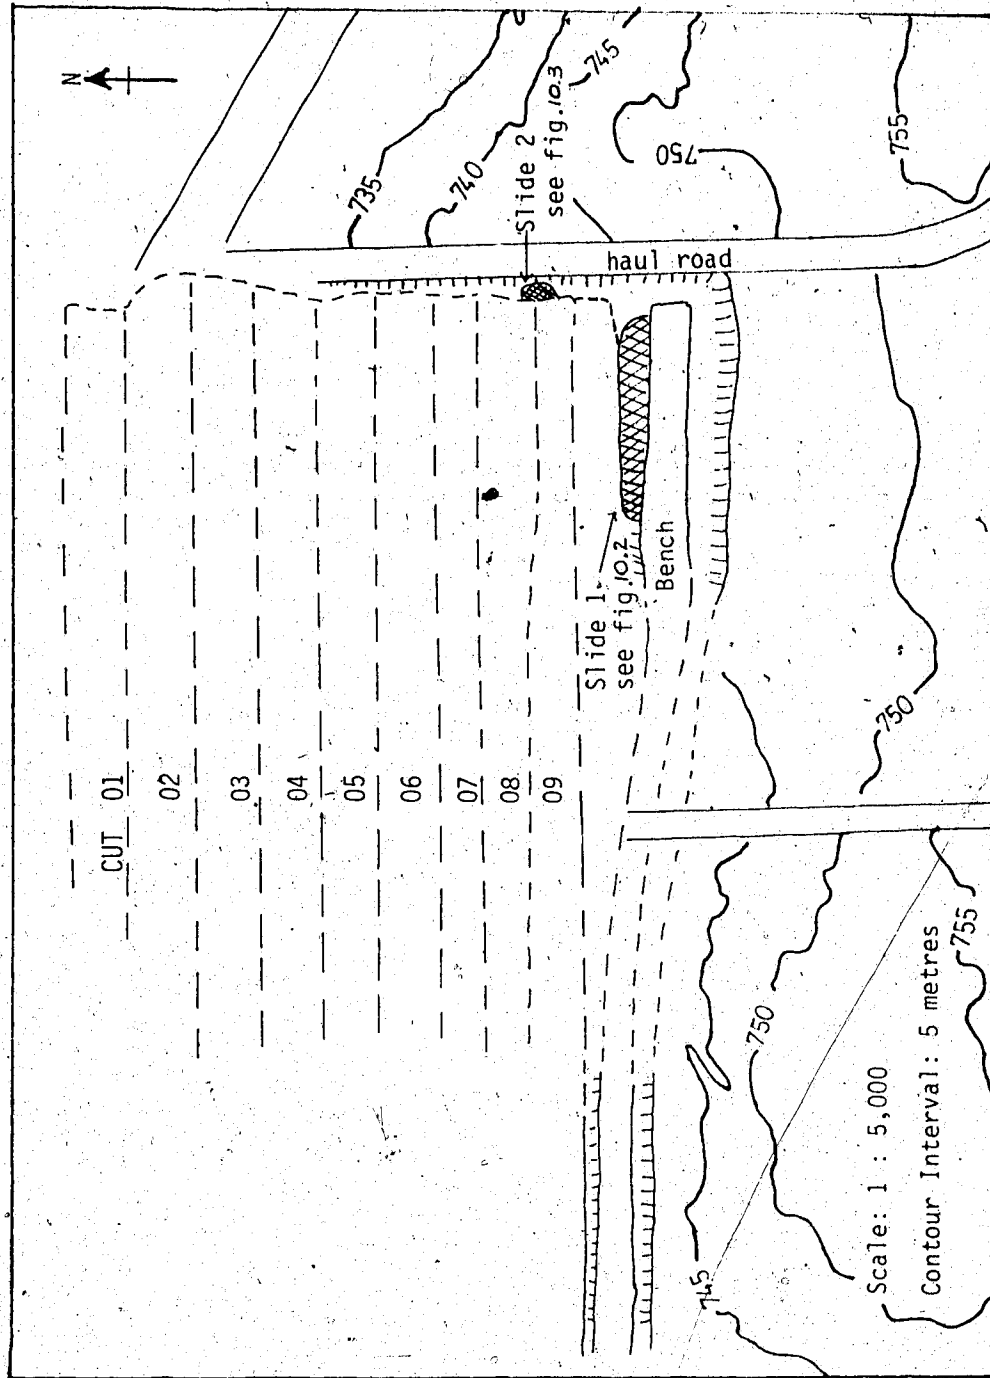 N
735
740
745
750
755
Slide 2
see fig.10.3
haul road
Slide 1
see fig.10.2
Bench
CUT 01
02
03
04
05
06
07
08
09
750
745
750
755
Scale: 1 : 5,000
Contour Interval: 5 metres